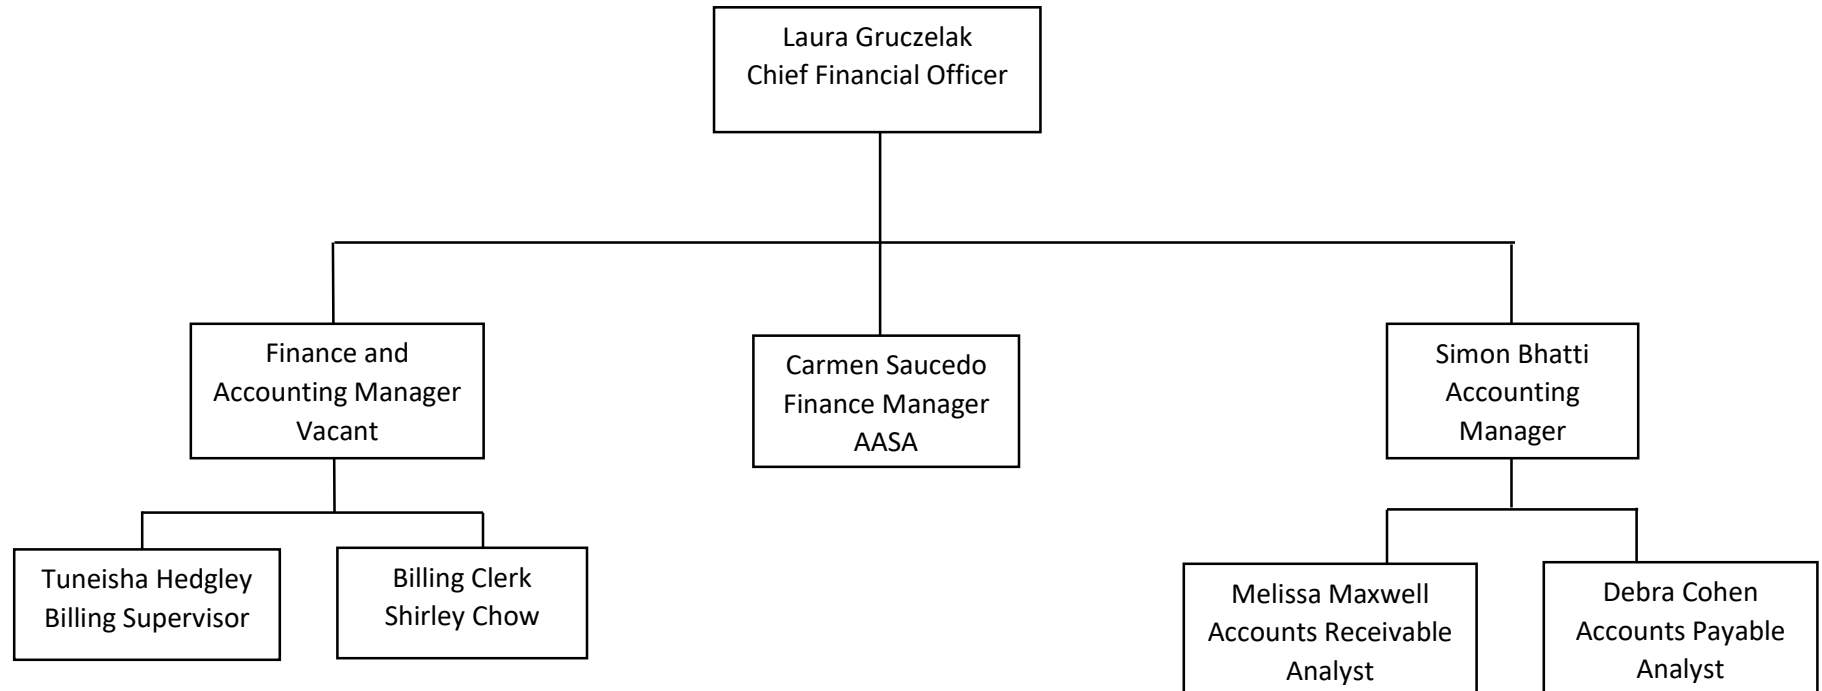 Laura Gruczelak
Chief Financial Officer
Finance and
Accounting Manager
Vacant
Carmen Saucedo
Finance Manager
AASA
Simon Bhatti
Accounting
Manager
Tuneisha Hedgley
Billing Supervisor
Billing Clerk
Shirley Chow
Melissa Maxwell
Accounts Receivable
Analyst
Debra Cohen
Accounts Payable
Analyst